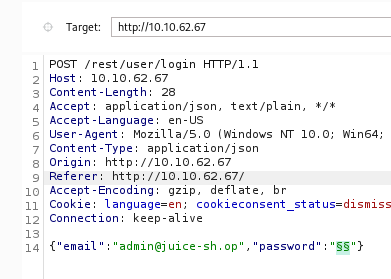 Target: http://10.10.62.67
1 POST /rest/user/login HTTP/1.1
2 Host: 10.10.62.67
3 Content-Length: 28
4 Accept: application/json, text/plain, */*
5 Accept-Language: en-US
6 User-Agent: Mozilla/5.0 (Windows NT 10.0; Win64;
7 Content-Type: application/json
8 Origin: http://10.10.62.67
9 Referer: http://10.10.62.67/
10 Accept-Encoding: gzip, deflate, br
11 Cookie: language=en; cookieconsent_status=dismiss
12 Connection: keep-alive
13
14 {"email":"admin@juice-sh.op","password":"§§"}